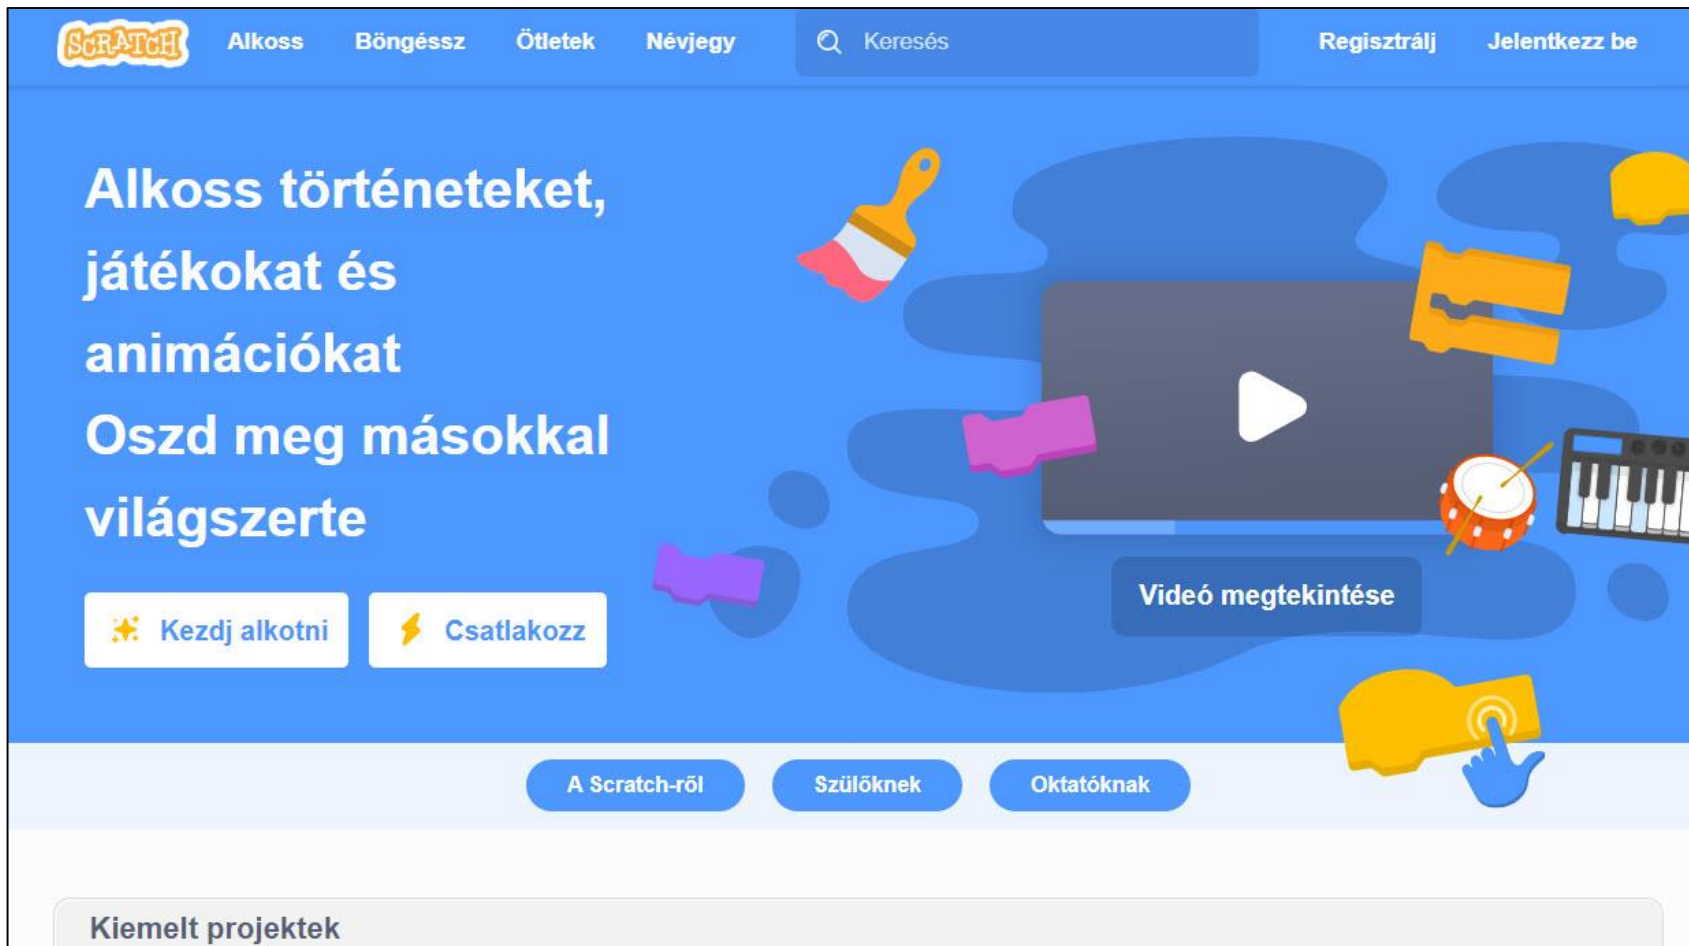 SCRATCH Alkoss Böngéssz Ötletek Névjegy Keresés Regisztrálj Jelentkezz be
Alkoss történeteket,
játékokat és
animációkat
Oszd meg másokkal
világszerte
Kezdj alkotni Csatlakozz
Videó megtekintése
A Scratch-ről Szülőknek Oktatóknak
Kiemelt projektek